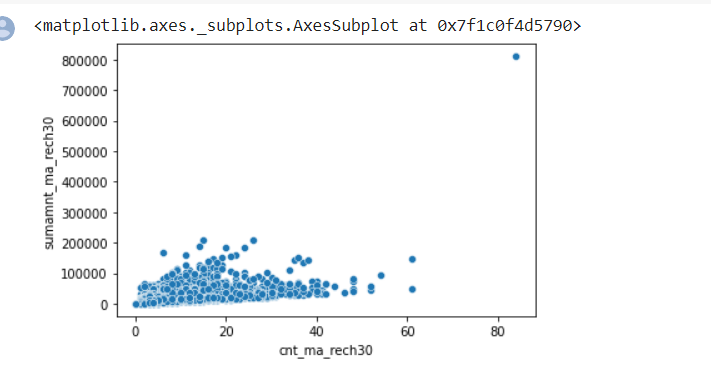 <matplotlib.axes._subplots.AxesSubplot at 0x7f1c0f4d5790>
800000
700000
600000
500000
400000
300000
200000
100000
0
sumamnt_ma_rech30
0 20 40 60 80
cnt_ma_rech30